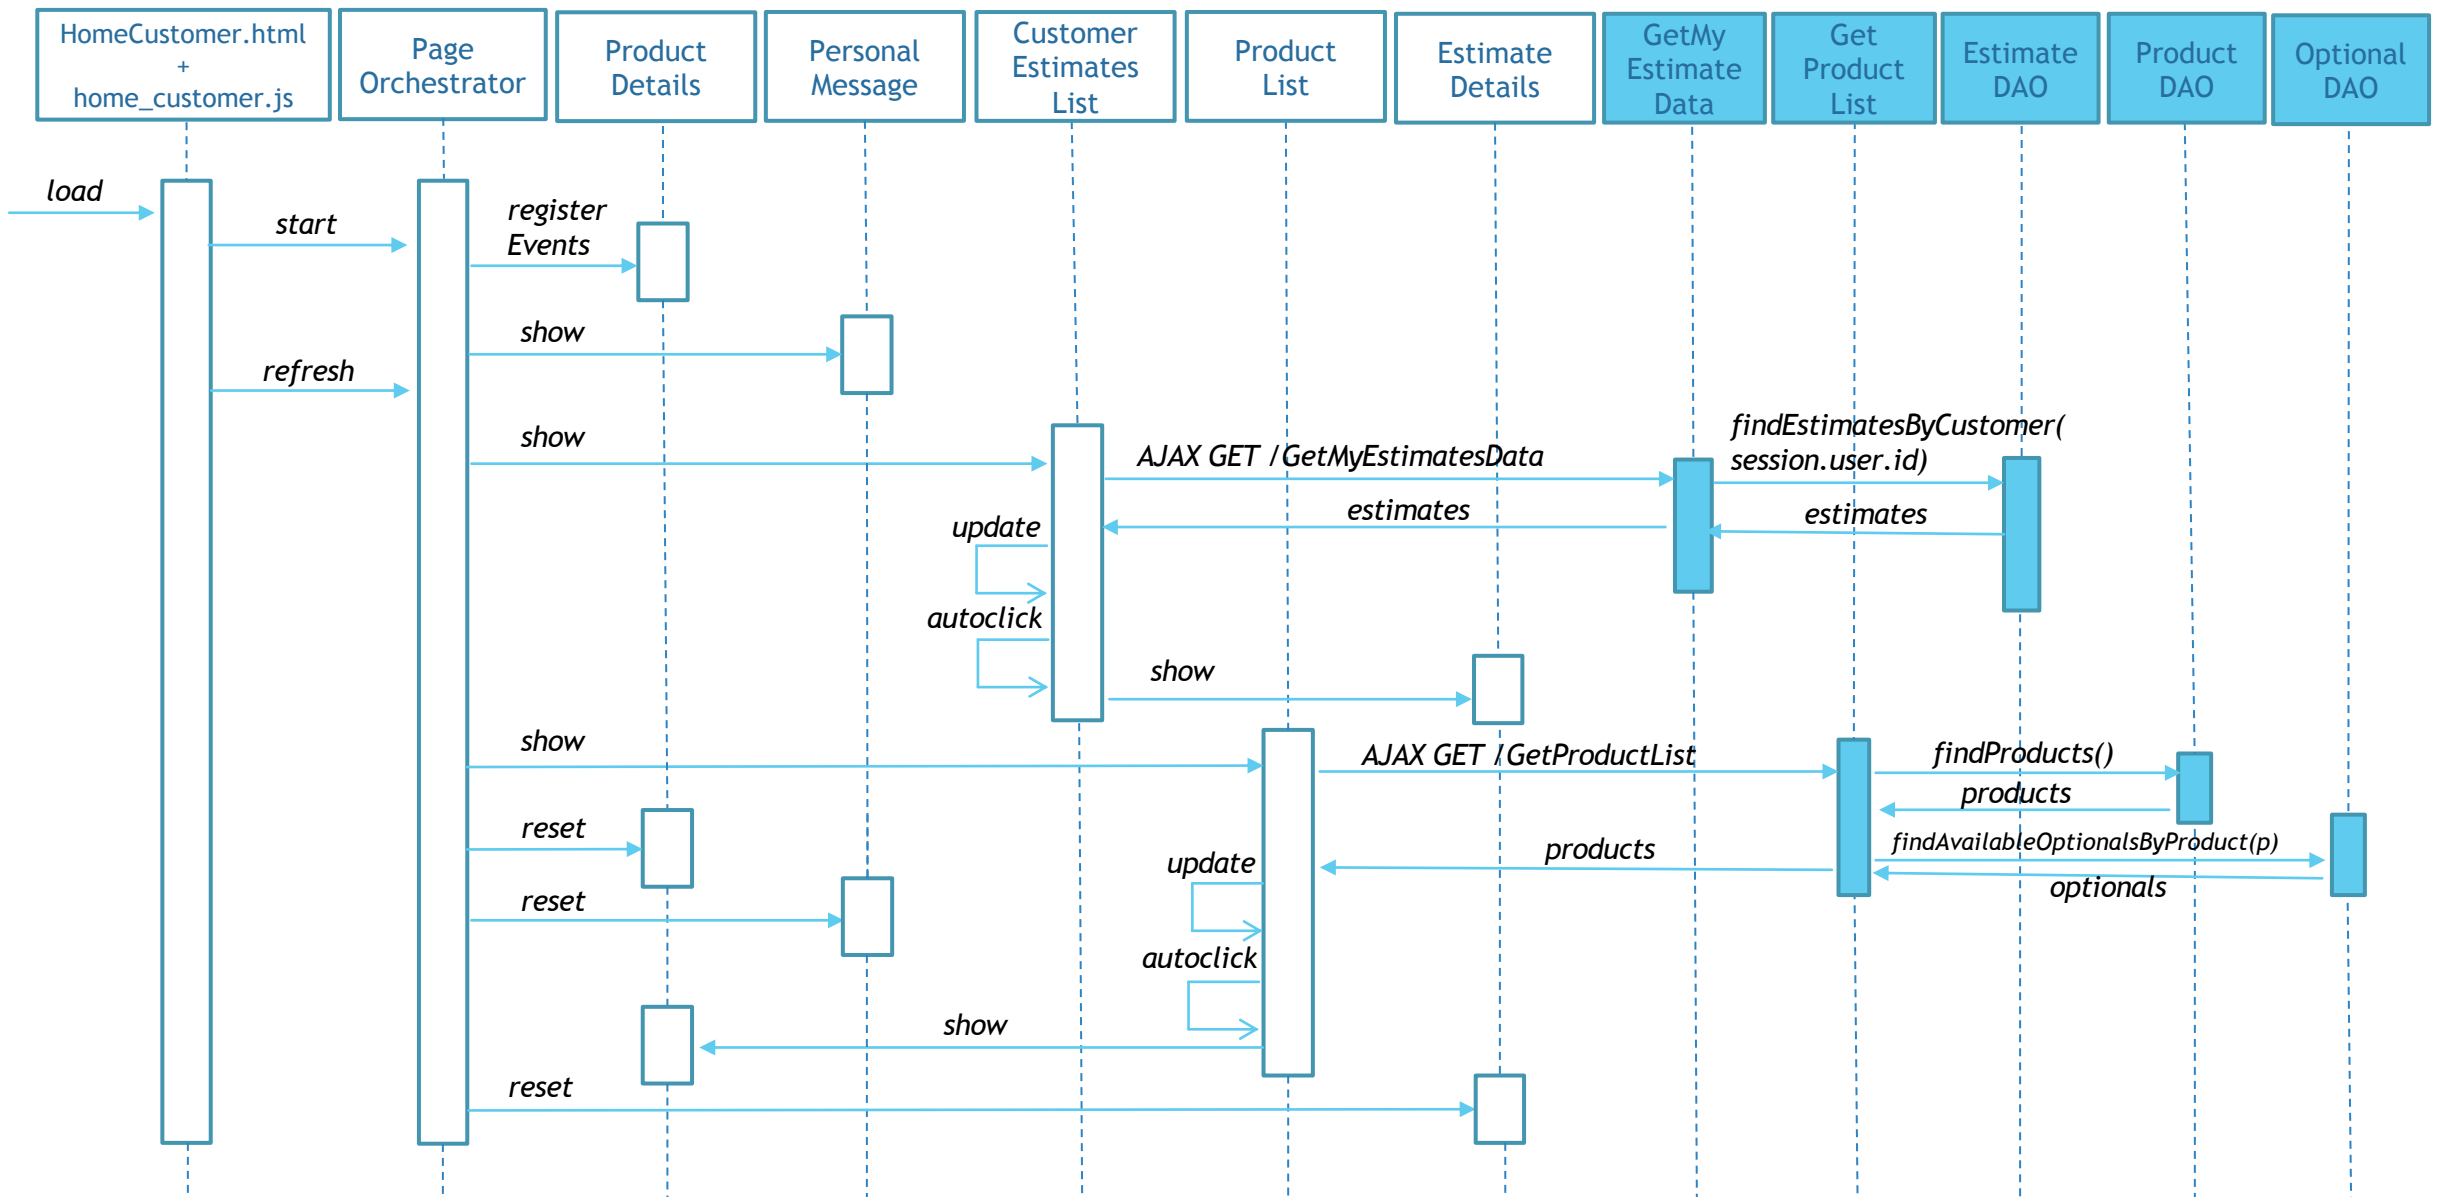 HomeCustomer.html
+
home_customer.js
Page
Orchestrator
Product
Details
Personal
Message
Customer
Estimates
List
Product
List
Estimate
Details
GetMy
Estimate
Data
Get
Product
List
Estimate
DAO
Product
DAO
Optional
DAO
load
start
register
Events
show
refresh
show
AJAX GET /GetMyEstimatesData
findEstimatesByCustomer(
session.user.id)
estimates
estimates
update
autoclick
show
show
AJAX GET /GetProductList
findProducts()
products
reset
findAvailableOptionalsByProduct(p)
products
update
optionals
reset
autoclick
show
reset